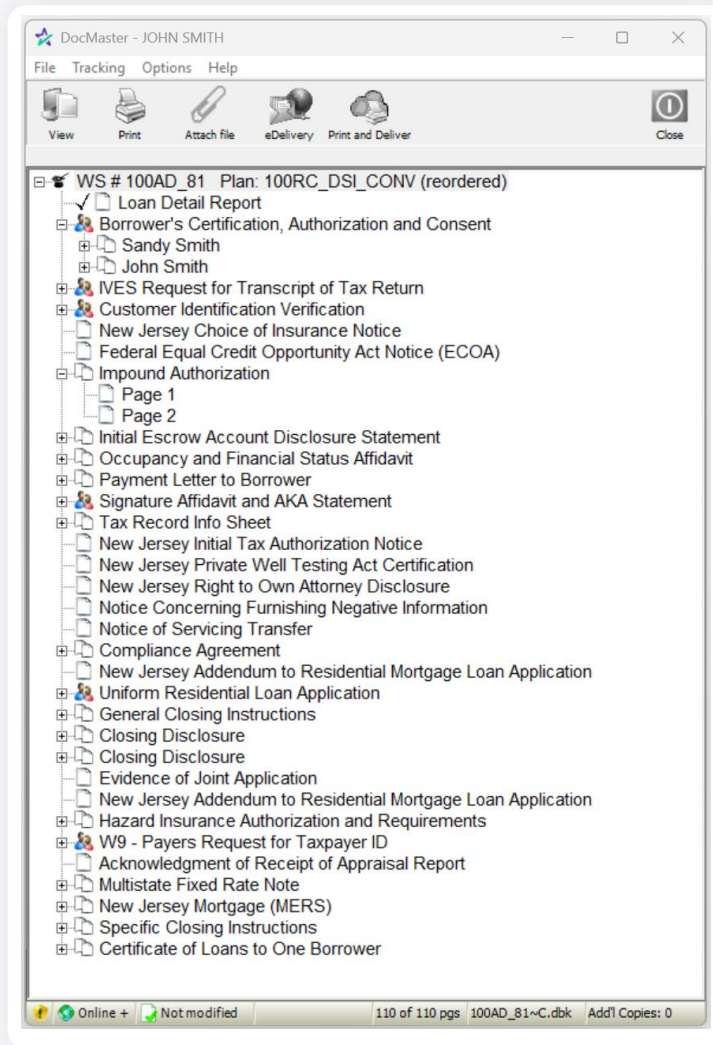 DocMaster - JOHN SMITH
File Tracking Options Help
View Print Attach file eDelivery Print and Deliver Close
WS # 100AD_81 Plan: 100RC_DSI_CONV (reordered)
Loan Detail Report
Borrower's Certification, Authorization and Consent
Sandy Smith
John Smith
IVES Request for Transcript of Tax Return
Customer Identification Verification
New Jersey Choice of Insurance Notice
Federal Equal Credit Opportunity Act Notice (ECOA)
Impound Authorization
Page 1
Page 2
Initial Escrow Account Disclosure Statement
Occupancy and Financial Status Affidavit
Payment Letter to Borrower
Signature Affidavit and AKA Statement
Tax Record Info Sheet
New Jersey Initial Tax Authorization Notice
New Jersey Private Well Testing Act Certification
New Jersey Right to Own Attorney Disclosure
Notice Concerning Furnishing Negative Information
Notice of Servicing Transfer
Compliance Agreement
New Jersey Addendum to Residential Mortgage Loan Application
Uniform Residential Loan Application
General Closing Instructions
Closing Disclosure
Closing Disclosure
Evidence of Joint Application
New Jersey Addendum to Residential Mortgage Loan Application
Hazard Insurance Authorization and Requirements
W9 - Payers Request for Taxpayer ID
Acknowledgment of Receipt of Appraisal Report
Multistate Fixed Rate Note
New Jersey Mortgage (MERS)
Specific Closing Instructions
Certificate of Loans to One Borrower
Online + Not modified 110 of 110 pgs 100AD_81~C.dbk Add'l Copies: 0